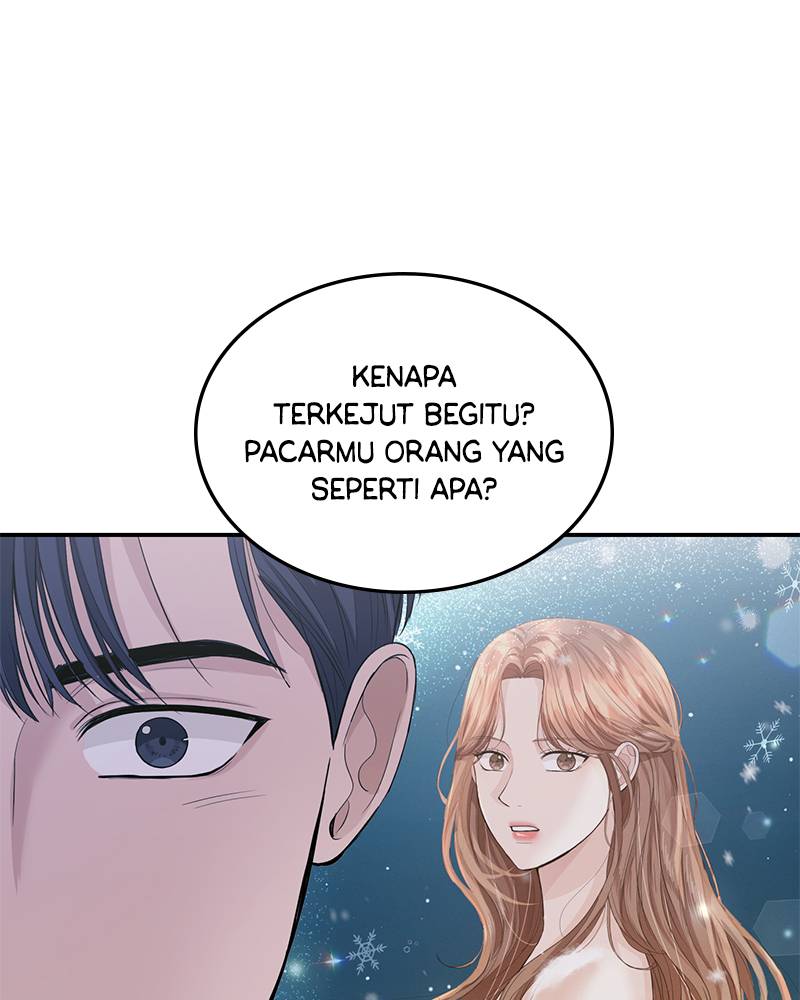 KENAPA
TERKEJUT BEGITU?
PACARMU ORANG YANG
SEPERTI APA?